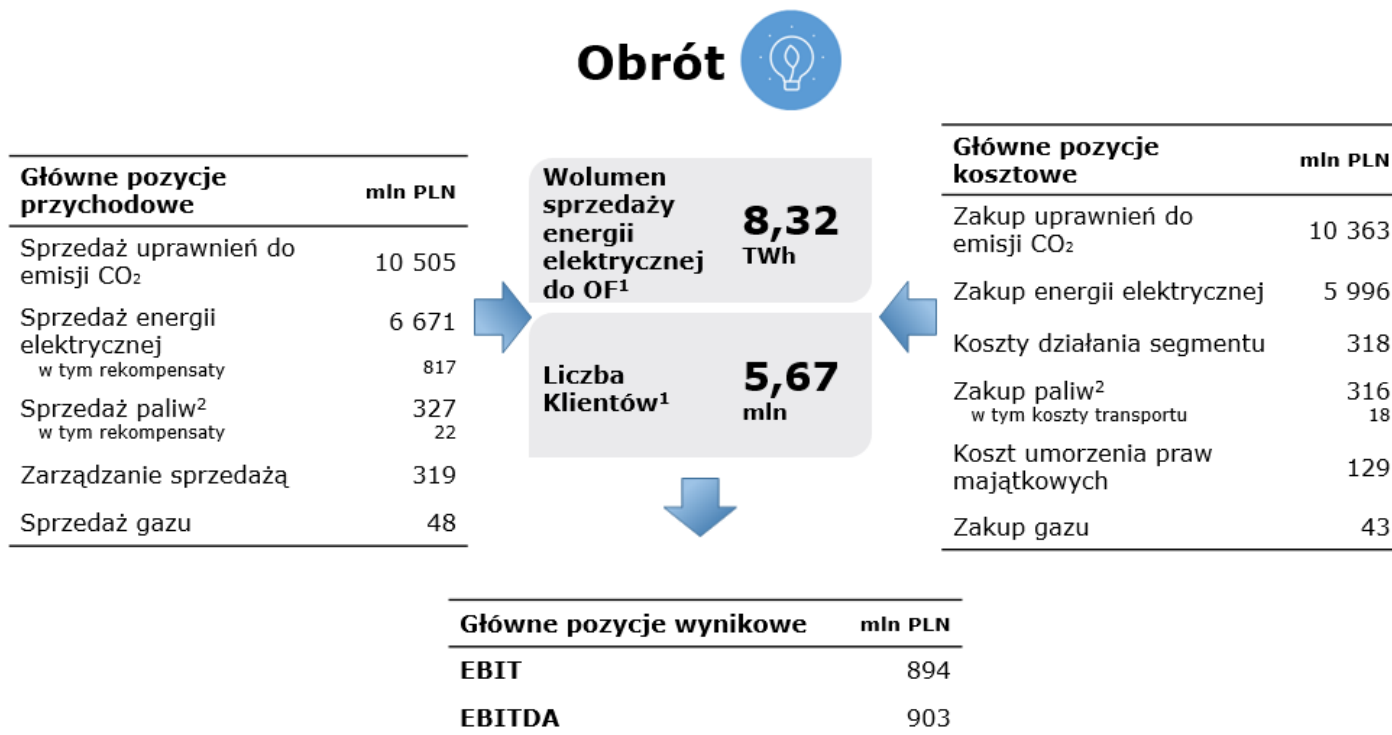 Obrót
Główne pozycje
przychodowe
mln PLN
Sprzedaż uprawnień do
emisji CO₂
10 505
Sprzedaż energii
elektrycznej
6 671
w tym rekompensaty
817
Sprzedaż paliw²
327
w tym rekompensaty
22
Zarządzanie sprzedażą
319
Sprzedaż gazu
48
Wolumen
sprzedaży
energii
elektrycznej
do OF¹
8,32
TWh
Liczba
Klientów¹
5,67
mln
Główne pozycje
kosztowe
mln PLN
Zakup uprawnień do
emisji CO₂
10 363
Zakup energii elektrycznej
5 996
Koszty działania segmentu
318
Zakup paliw²
316
w tym koszty transportu
18
Koszt umorzenia praw
majątkowych
129
Zakup gazu
43
Główne pozycje wynikowe
mln PLN
EBIT
894
EBITDA
903